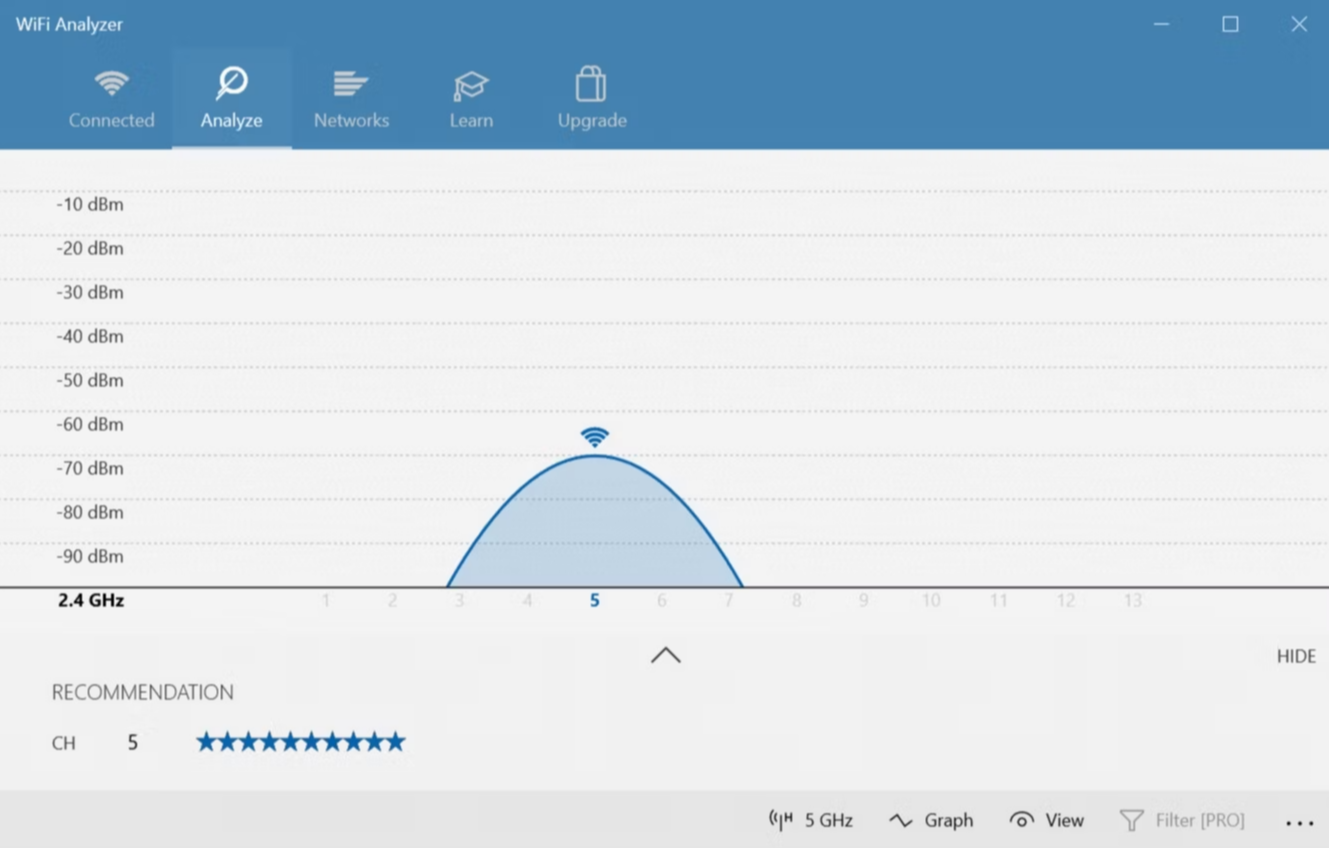 WiFi Analyzer
Connected Analyze Networks Learn Upgrade
-10 dBm
-20 dBm
-30 dBm
-40 dBm
-50 dBm
-60 dBm
-70 dBm
-80 dBm
-90 dBm
2.4 GHz 1 2 3 4 5 6 7 8 9 10 11 12 13
HIDE
RECOMMENDATION
CH 5 ★★★★★★★★★★
5 GHz Graph View Filter [PRO] ...